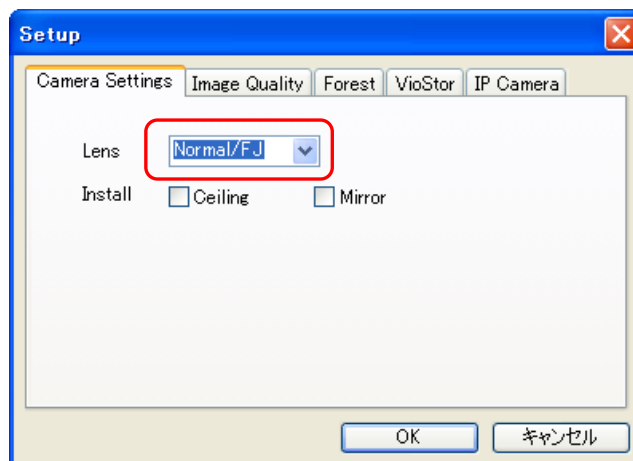 Setup
Camera Settings Image Quality Forest VioStor IP Camera
Lens Normal/FJ
Install Ceiling Mirror
OK キャンセル